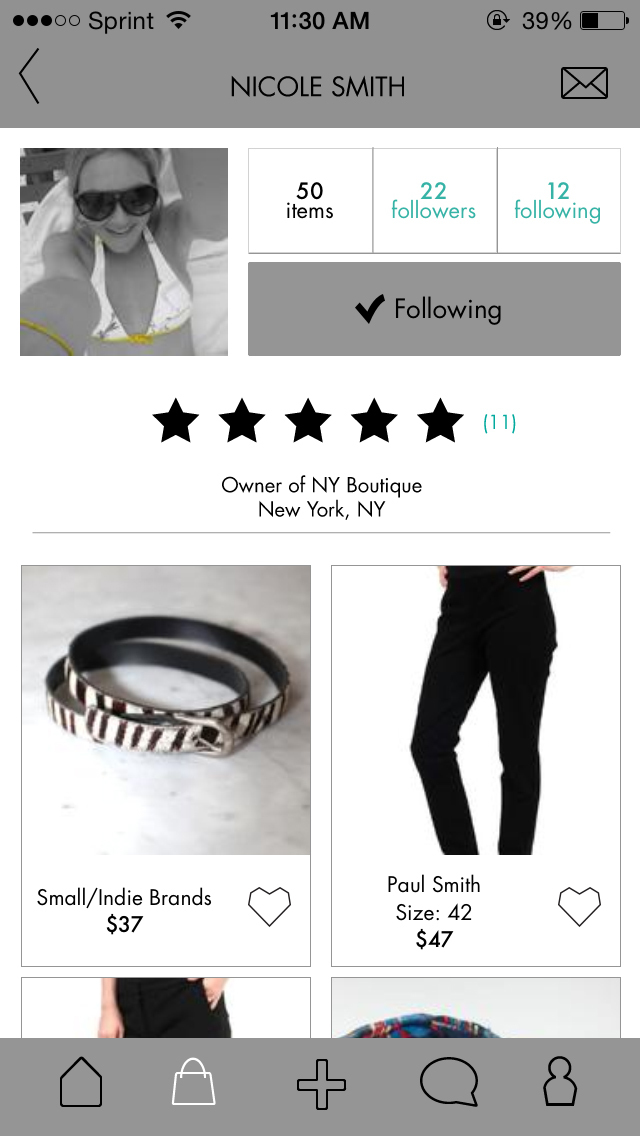 Sprint 11:30 AM 39%
NICOLE SMITH
50 22 12
items followers following
Following
(11)
Owner of NY Boutique
New York, NY
Small/Indie Brands
$37
Paul Smith
Size: 42
$47